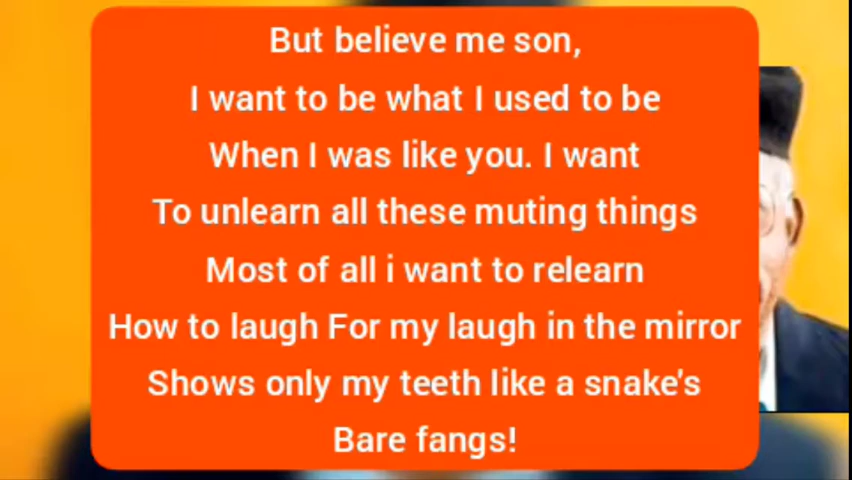 But believe me son,
I want to be what I used to be
When I was like you. I want
To unlearn all these muting things
Most of all i want to relearn
How to laugh For my laugh in the mirror
Shows only my teeth like a snake's
Bare fangs!